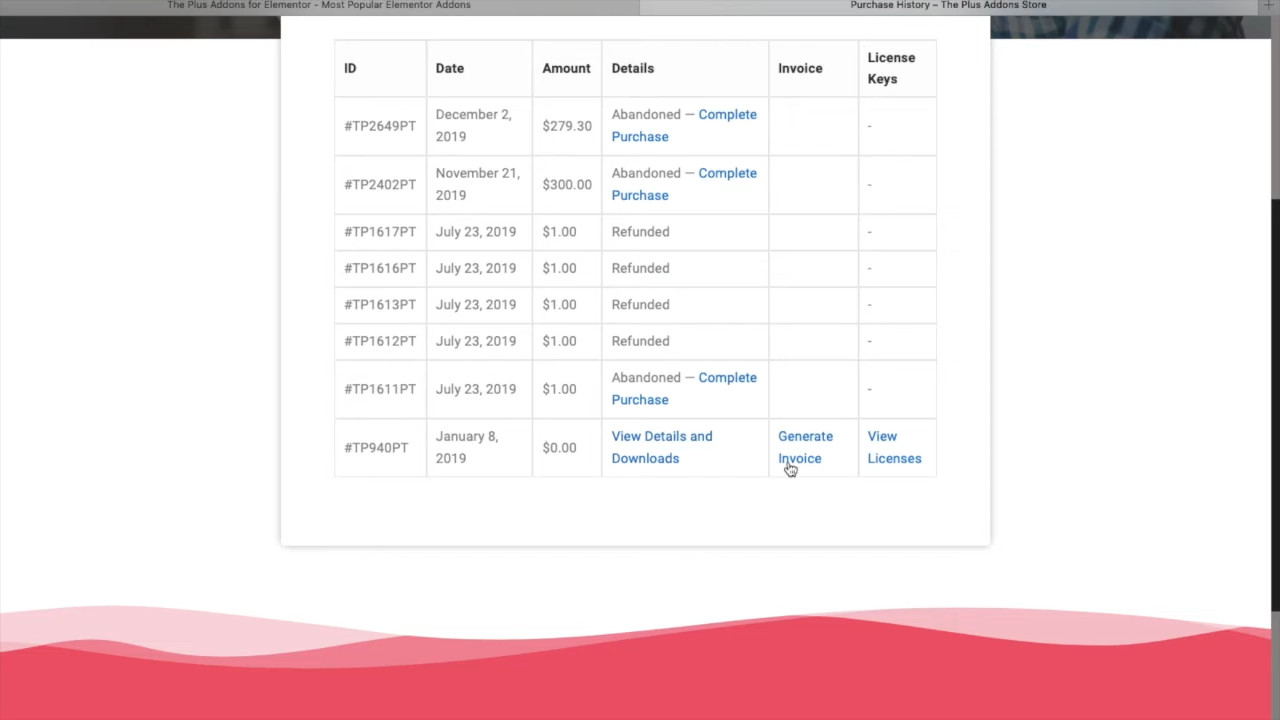 The Plus Addons for Elementor - Most Popular Elementor Addons
Purchase History – The Plus Addons Store
ID Date Amount Details Invoice License Keys
#TP2649PT December 2, 2019 $279.30 Abandoned — Complete Purchase -
#TP2402PT November 21, 2019 $300.00 Abandoned — Complete Purchase -
#TP1617PT July 23, 2019 $1.00 Refunded -
#TP1616PT July 23, 2019 $1.00 Refunded -
#TP1613PT July 23, 2019 $1.00 Refunded -
#TP1612PT July 23, 2019 $1.00 Refunded -
#TP1611PT July 23, 2019 $1.00 Abandoned — Complete Purchase -
#TP940PT January 8, 2019 $0.00 View Details and Downloads Generate Invoice View Licenses